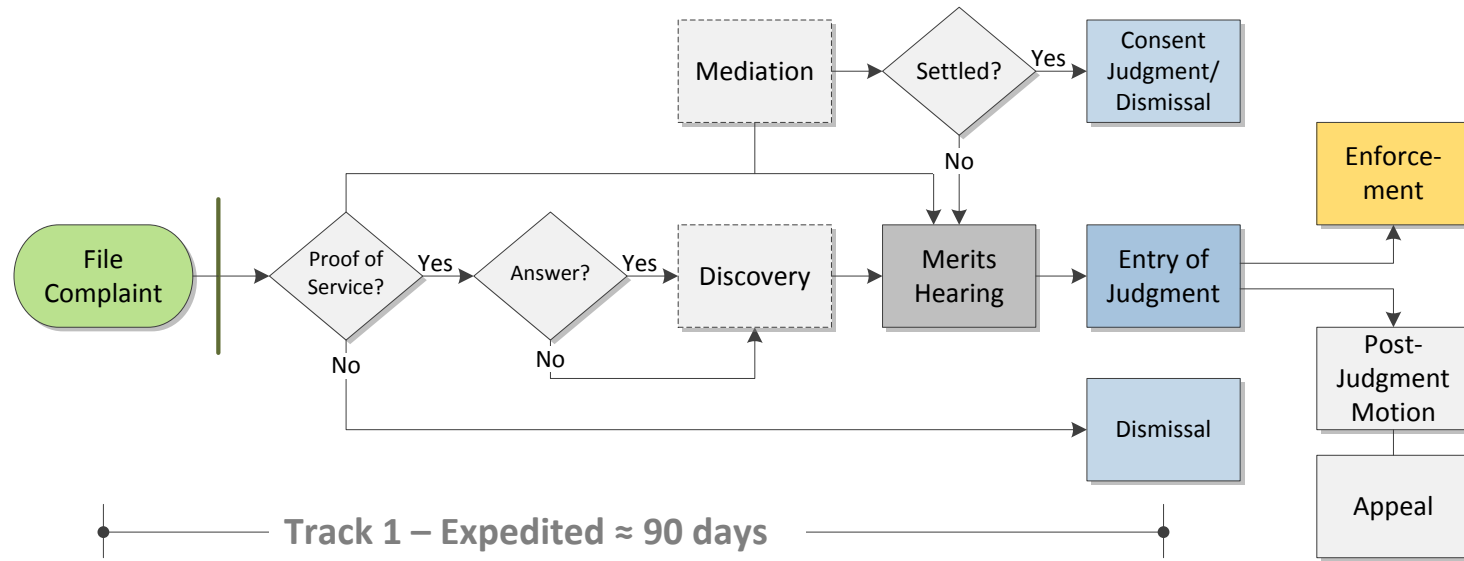 Mediation
Settled?
Yes
Consent
Judgment/
Dismissal
No
Enforce-
ment
File
Complaint
Proof of
Service?
Yes
Answer?
Yes
Discovery
Merits
Hearing
Entry of
Judgment
No
No
Post-
Judgment
Motion
Dismissal
Appeal
Track 1 – Expedited ≈ 90 days